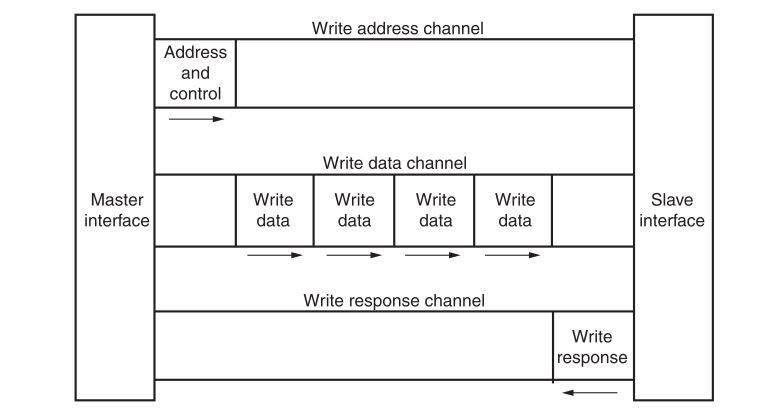 Write address channel
Address
and
control
Write data channel
Master
interface
Write
data
Write
data
Write
data
Write
data
Slave
interface
Write response channel
Write
response